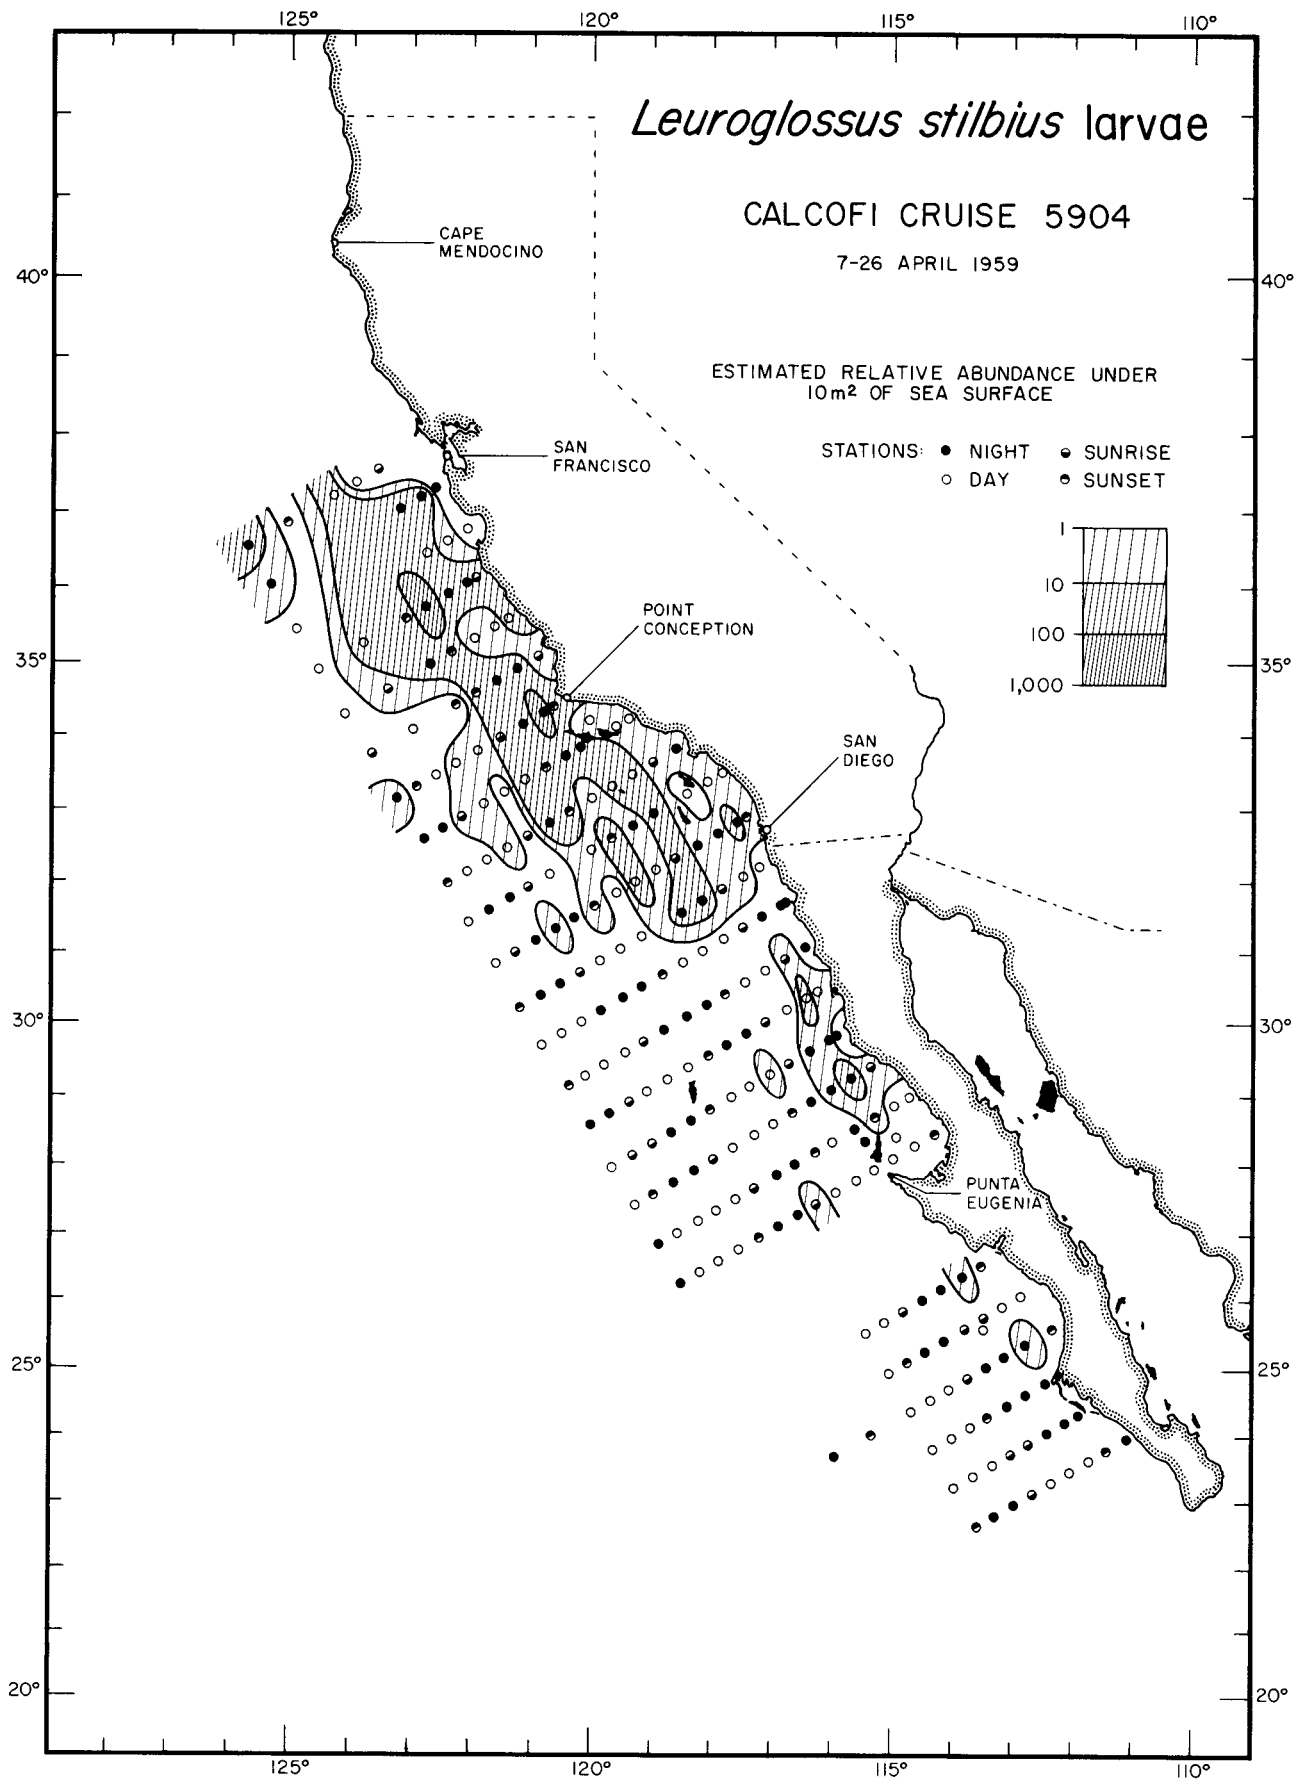 125° 120° 115° 110°
Leuroglossus stilbius larvae
CALCOFI CRUISE 5904
7-26 APRIL 1959
CAPE
MENDOCINO
40° 40°
ESTIMATED RELATIVE ABUNDANCE UNDER
10m² OF SEA SURFACE
STATIONS: ● NIGHT ◒ SUNRISE
○ DAY ◓ SUNSET
SAN
FRANCISCO
1
10
100
1,000
POINT
CONCEPTION
35° 35°
SAN
DIEGO
30° 30°
PUNTA
EUGENIA
25° 25°
20° 20°
125° 120° 115° 110°